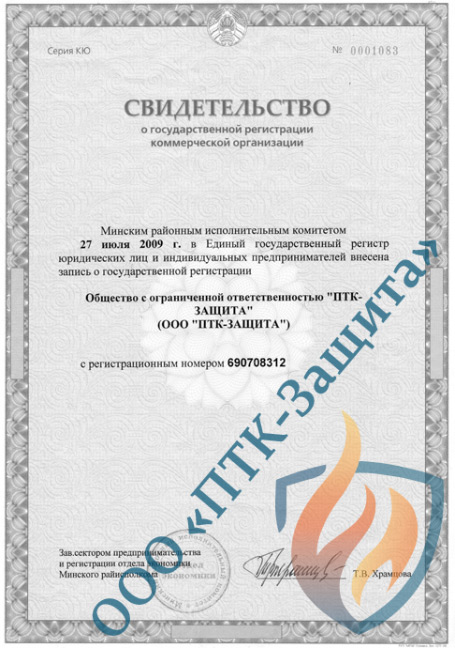 Серия КЮ
№ 0001083
СВИДЕТЕЛЬСТВО
о государственной регистрации
коммерческой организации
Минским районным исполнительным комитетом
27 июля 2009 г. в Единый государственный регистр
юридических лиц и индивидуальных предпринимателей внесена
запись о государственной регистрации
Общество с ограниченной ответственностью "ПТК-
ЗАЩИТА"
(ООО "ПТК-ЗАЩИТА")
с регистрационным номером 690708312
Зав.сектором предпринимательства
и регистрации отдела экономики
Минского райисполкома
Т.В. Храмцова
экономики
ООО «ПТК-Защита»